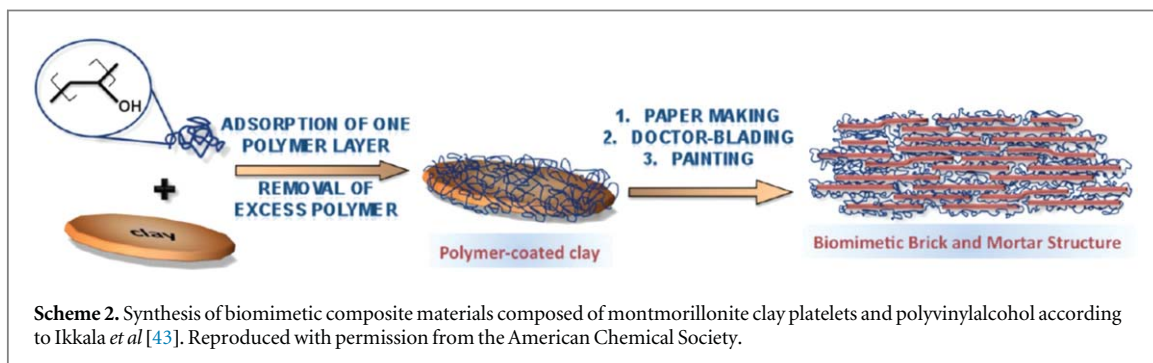 OH
clay
ADSORPTION OF ONE
POLYMER LAYER
REMOVAL OF
EXCESS POLYMER
Polymer-coated clay
1. PAPER MAKING
2. DOCTOR-BLADING
3. PAINTING
Biomimetic Brick and Mortar Structure
Scheme 2. Synthesis of biomimetic composite materials composed of montmorillonite clay platelets and polyvinylalcohol according
to Ikkala et al [43]. Reproduced with permission from the American Chemical Society.